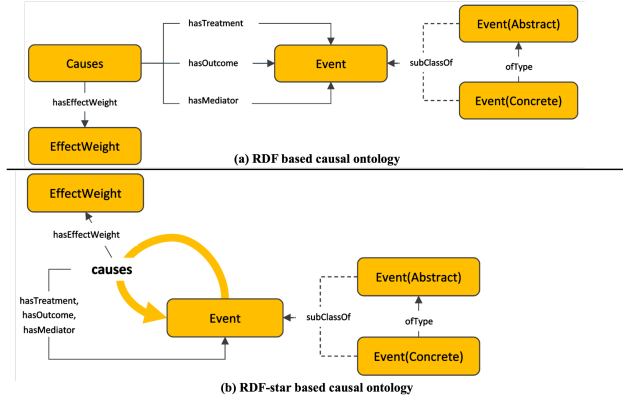 hasTreatment
Causes
hasOutcome
Event
hasMediator
hasEffectWeight
EffectWeight
Event(Abstract)
subClassOf
ofType
Event(Concrete)
(a) RDF based causal ontology
EffectWeight
hasEffectWeight
causes
hasTreatment,
hasOutcome,
hasMediator
Event
Event(Abstract)
subClassOf
ofType
Event(Concrete)
(b) RDF-star based causal ontology